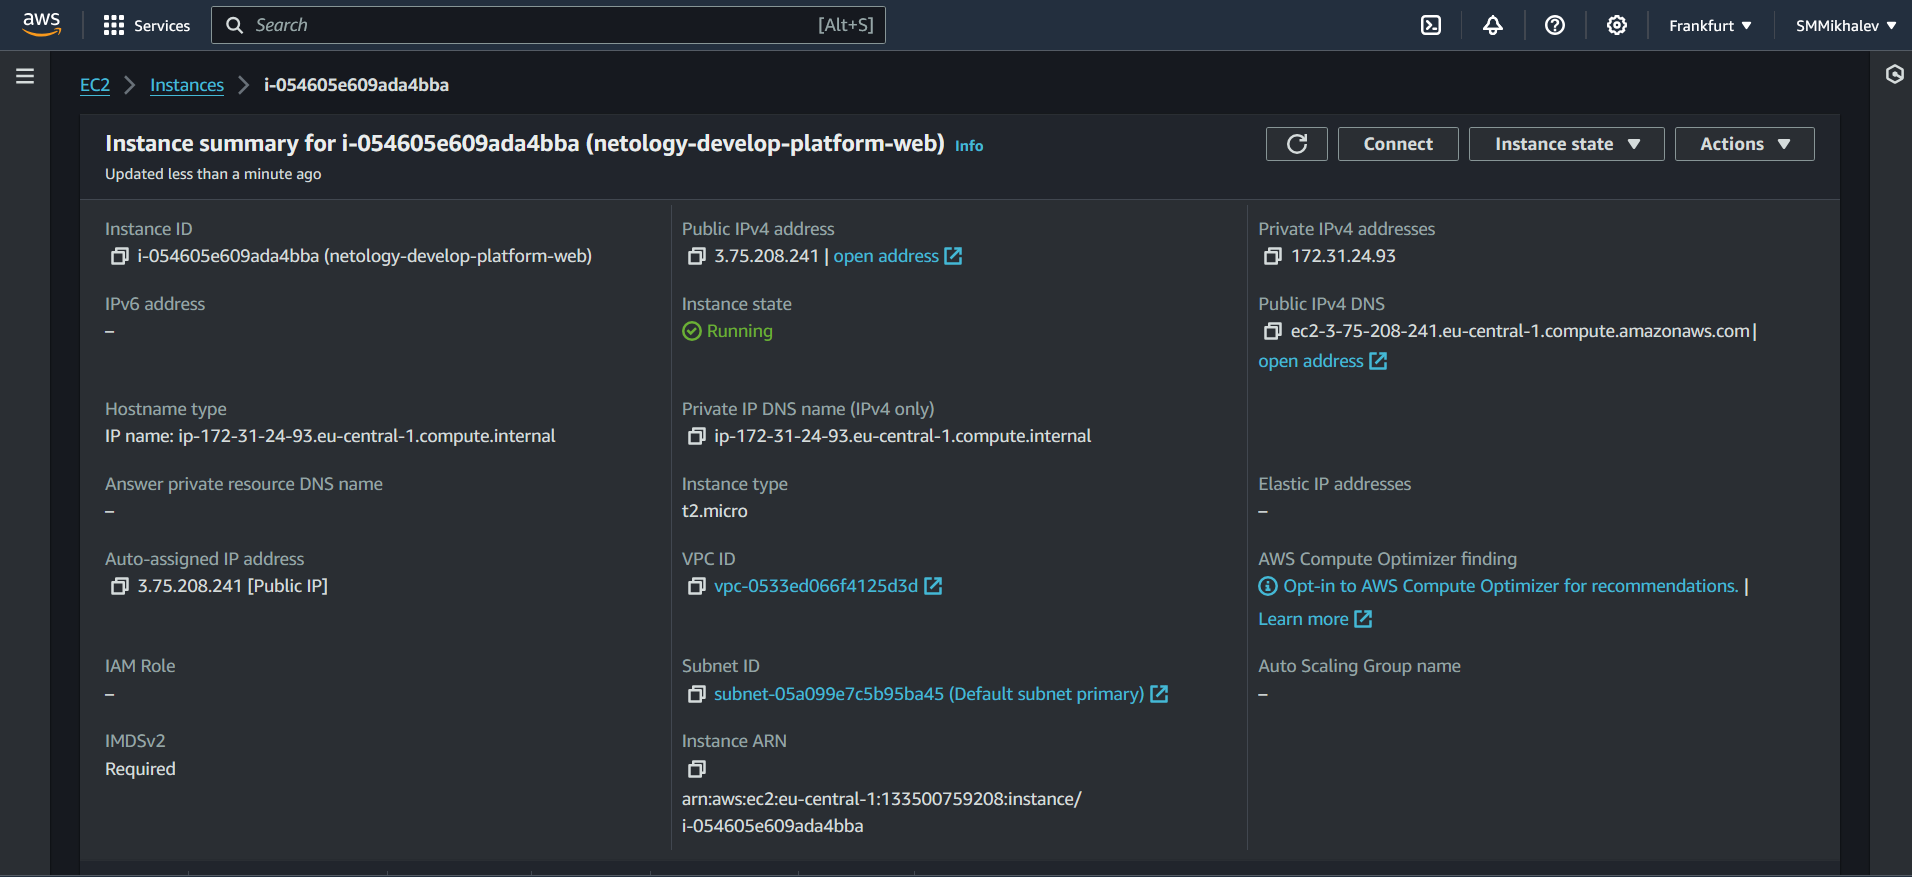 aws
Services
Search
[Alt+S]
Frankfurt
SMMikhalev
EC2
Instances
i-054605e609ada4bba
Instance summary for i-054605e609ada4bba (netology-develop-platform-web) Info
Updated less than a minute ago
Connect
Instance state
Actions
Instance ID
i-054605e609ada4bba (netology-develop-platform-web)
Public IPv4 address
3.75.208.241 | open address
Private IPv4 addresses
172.31.24.93
IPv6 address
–
Instance state
Running
Public IPv4 DNS
ec2-3-75-208-241.eu-central-1.compute.amazonaws.com |
open address
Hostname type
IP name: ip-172-31-24-93.eu-central-1.compute.internal
Private IP DNS name (IPv4 only)
ip-172-31-24-93.eu-central-1.compute.internal
Answer private resource DNS name
–
Instance type
t2.micro
Elastic IP addresses
–
Auto-assigned IP address
3.75.208.241 [Public IP]
VPC ID
vpc-0533ed066f4125d3d
AWS Compute Optimizer finding
Opt-in to AWS Compute Optimizer for recommendations. |
Learn more
IAM Role
–
Subnet ID
subnet-05a099e7c5b95ba45 (Default subnet primary)
Auto Scaling Group name
–
IMDSv2
Required
Instance ARN
arn:aws:ec2:eu-central-1:133500759208:instance/
i-054605e609ada4bba